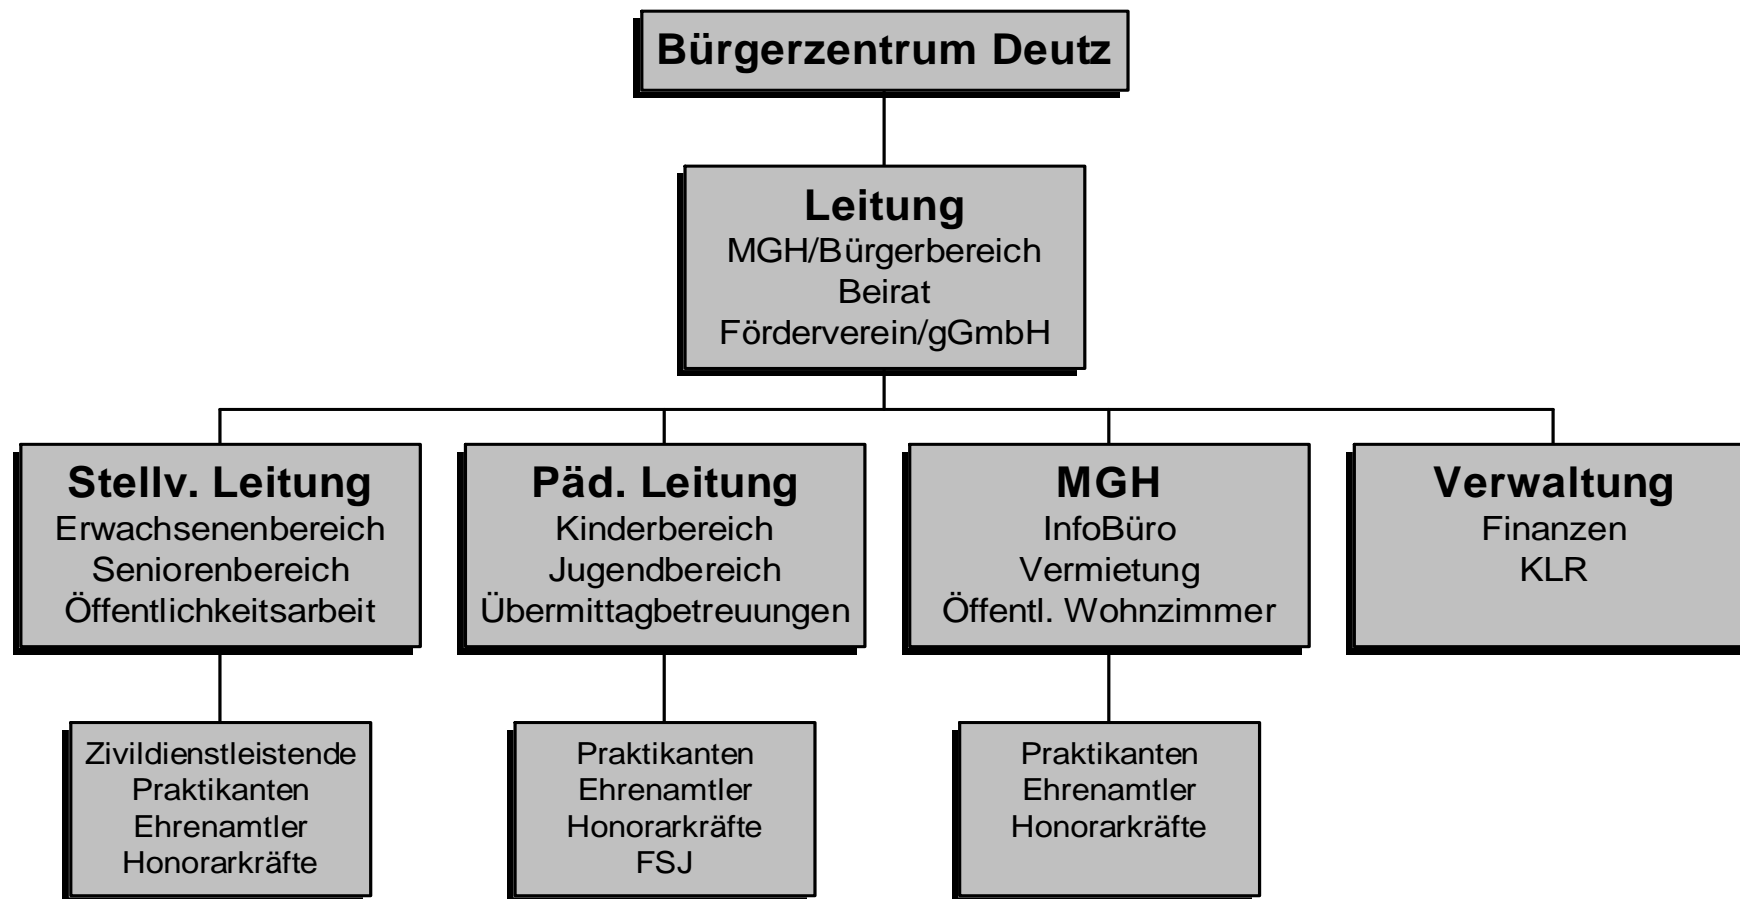 Bürgerzentrum Deutz
Leitung
MGH/Bürgerbereich
Beirat
Förderverein/gGmbH
Stellv. Leitung
Erwachsenenbereich
Seniorenbereich
Öffentlichkeitsarbeit
Päd. Leitung
Kinderbereich
Jugendbereich
Übermittagbetreuungen
MGH
InfoBüro
Vermietung
Öffentl. Wohnzimmer
Verwaltung
Finanzen
KLR
Zivildienstleistende
Praktikanten
Ehrenamtler
Honorarkräfte
Praktikanten
Ehrenamtler
Honorarkräfte
FSJ
Praktikanten
Ehrenamtler
Honorarkräfte